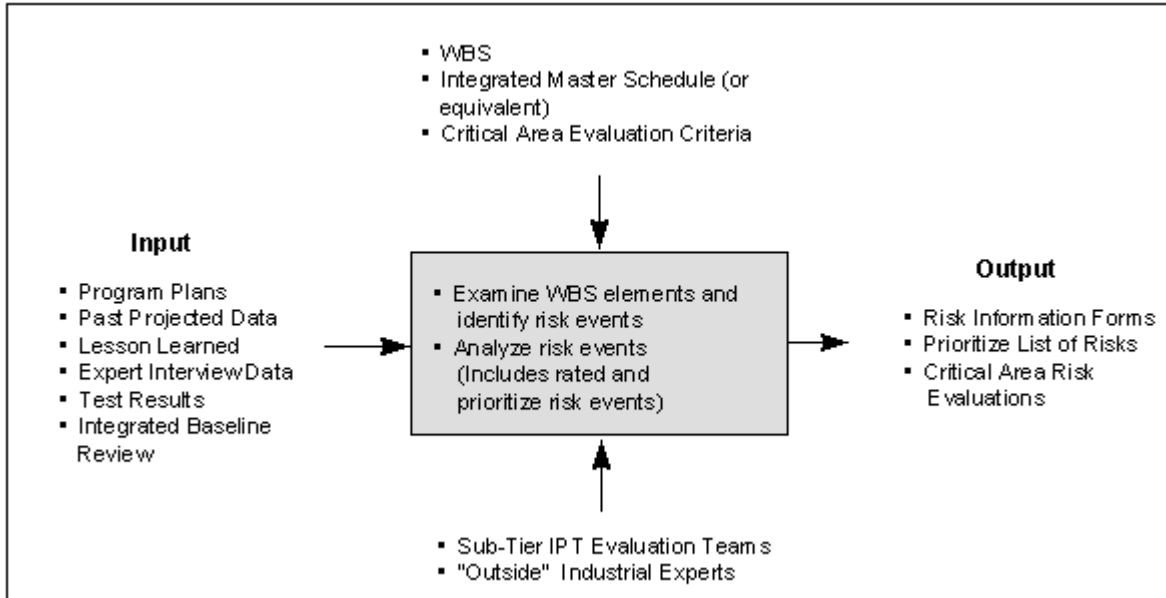 ▪ WBS
▪ Integrated Master Schedule (or
equivalent)
▪ Critical Area Evaluation Criteria
Input
▪ Program Plans
▪ Past Projected Data
▪ Lesson Learned
▪ Expert Interview Data
▪ Test Results
▪ Integrated Baseline
Review
▪ Examine WBS elements and
identify risk events
▪ Analyze risk events
(Includes rated and
prioritize risk events)
Output
▪ Risk Information Forms
▪ Prioritize List of Risks
▪ Critical Area Risk
Evaluations
▪ Sub-Tier IPT Evaluation Teams
▪ "Outside" Industrial Experts